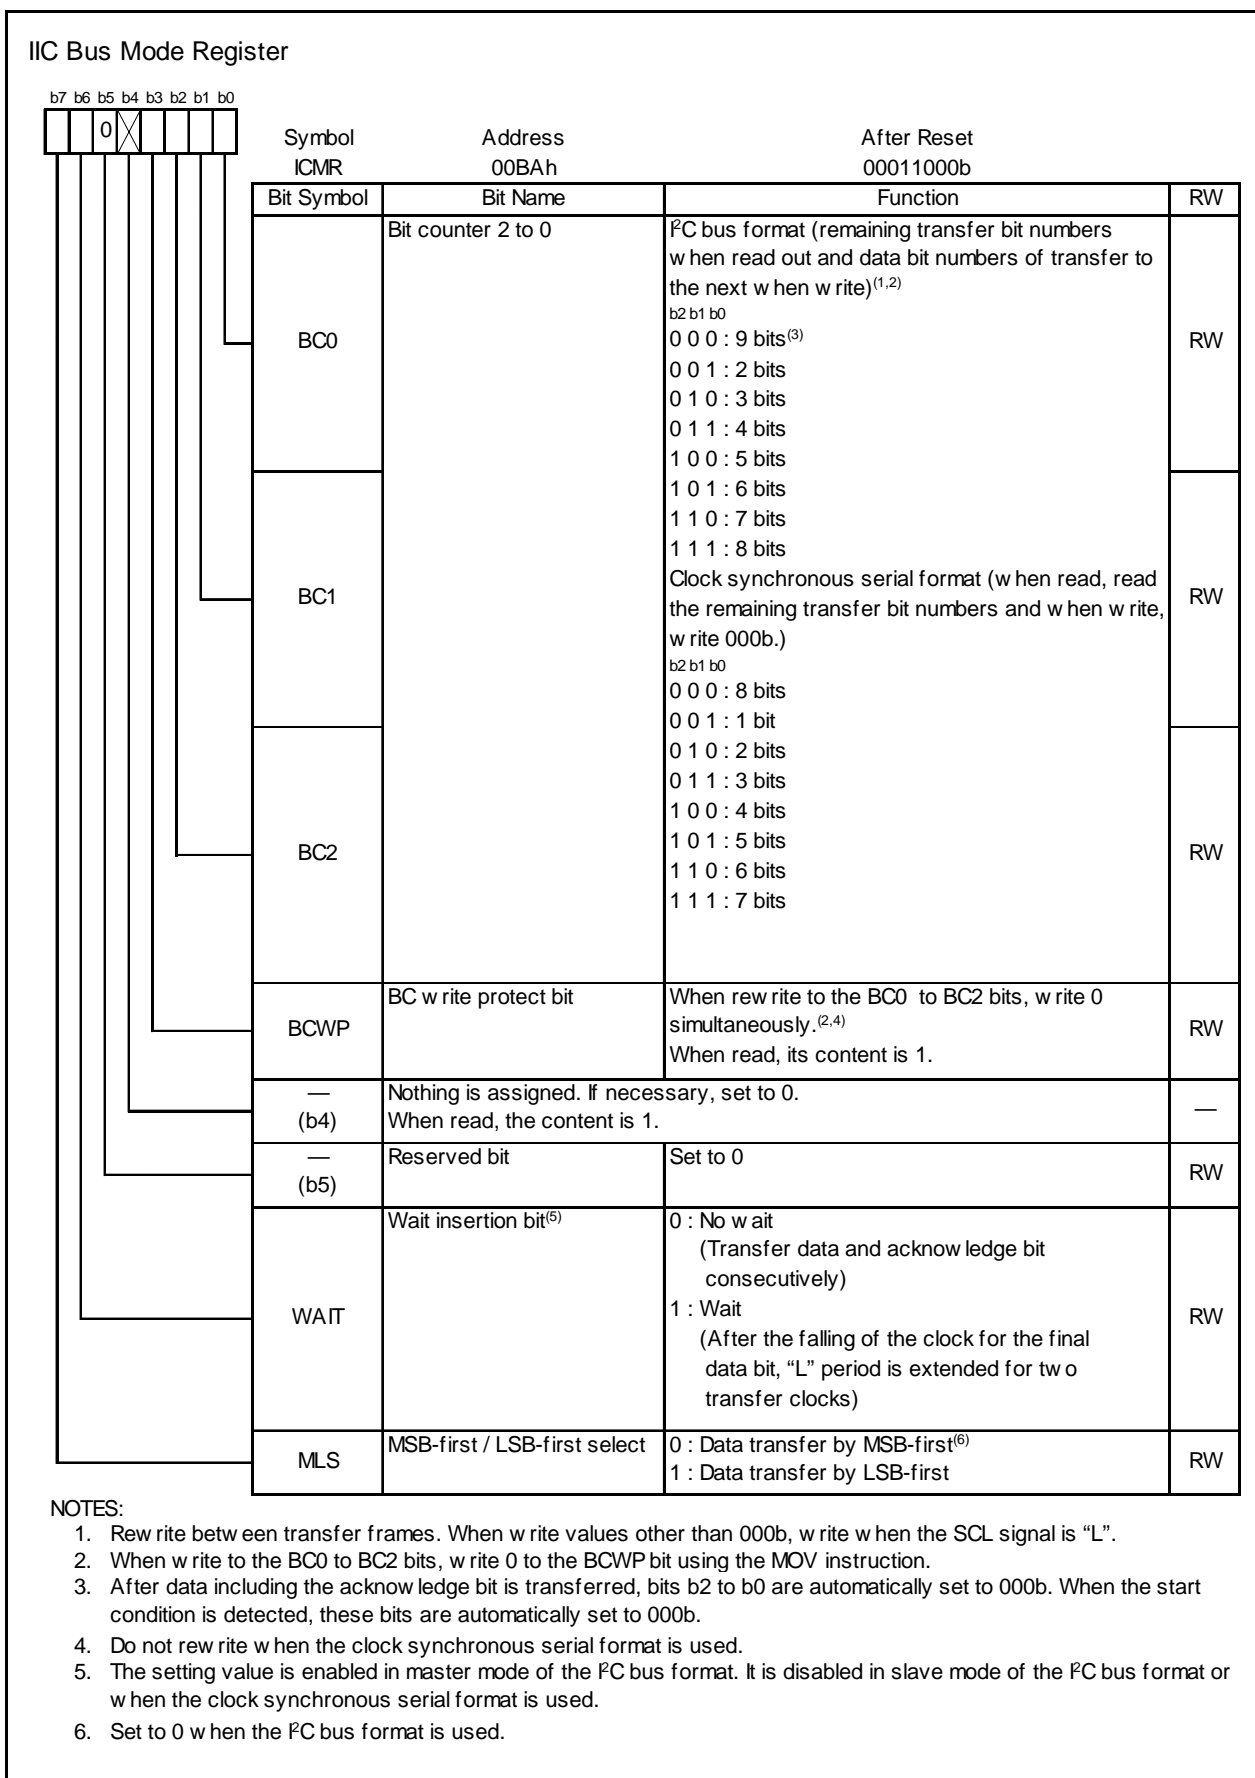 IIC Bus Mode Register
b7 b6 b5 b4 b3 b2 b1 b0
0
Symbol Address After Reset
ICMR 00BAh 00011000b
Bit Symbol Bit Name Function RW
BC0 Bit counter 2 to 0 I²C bus format (remaining transfer bit numbers
when read out and data bit numbers of transfer to
the next when write)(1,2)
b2 b1 b0
0 0 0 : 9 bits(3) RW
0 0 1 : 2 bits
0 1 0 : 3 bits
0 1 1 : 4 bits
1 0 0 : 5 bits
1 0 1 : 6 bits
1 1 0 : 7 bits
1 1 1 : 8 bits
BC1 Clock synchronous serial format (when read, read RW
the remaining transfer bit numbers and when write,
write 000b.)
b2 b1 b0
0 0 0 : 8 bits
0 0 1 : 1 bit
0 1 0 : 2 bits
0 1 1 : 3 bits
1 0 0 : 4 bits
BC2 1 0 1 : 5 bits RW
1 1 0 : 6 bits
1 1 1 : 7 bits
BCWP BC write protect bit When rewrite to the BC0 to BC2 bits, write 0 RW
simultaneously.(2,4)
When read, its content is 1.
— Nothing is assigned. If necessary, set to 0. —
(b4) When read, the content is 1.
— Reserved bit Set to 0 RW
(b5)
WAIT Wait insertion bit(5) 0 : No wait RW
(Transfer data and acknowledge bit
consecutively)
1 : Wait
(After the falling of the clock for the final
data bit, “L” period is extended for two
transfer clocks)
MLS MSB-first / LSB-first select 0 : Data transfer by MSB-first(6) RW
1 : Data transfer by LSB-first
NOTES:
1. Rewrite between transfer frames. When write values other than 000b, write when the SCL signal is “L”.
2. When write to the BC0 to BC2 bits, write 0 to the BCWP bit using the MOV instruction.
3. After data including the acknowledge bit is transferred, bits b2 to b0 are automatically set to 000b. When the start
condition is detected, these bits are automatically set to 000b.
4. Do not rewrite when the clock synchronous serial format is used.
5. The setting value is enabled in master mode of the I²C bus format. It is disabled in slave mode of the I²C bus format or
when the clock synchronous serial format is used.
6. Set to 0 when the I²C bus format is used.